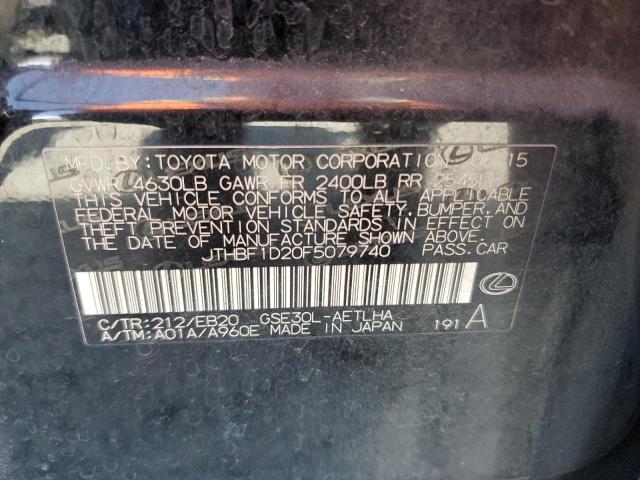 MFD.BY:TOYOTA MOTOR CORPORATION 06/15
GVWR 4630LB GAWR FR 2400LB RR
THIS VEHICLE CONFORMS TO ALL APPLICABLE
FEDERAL MOTOR VEHICLE SAFETY,BUMPER,AND
THEFT PREVENTION STANDARDS IN EFFECT ON
THE DATE OF MANUFACTURE SHOWN ABOVE.
JTHBF1D20F5079740 PASS.CAR
C/TR:212/EB20 GSE30L-AETLHA
A/TM:A01A/A960E MADE IN JAPAN 191 A